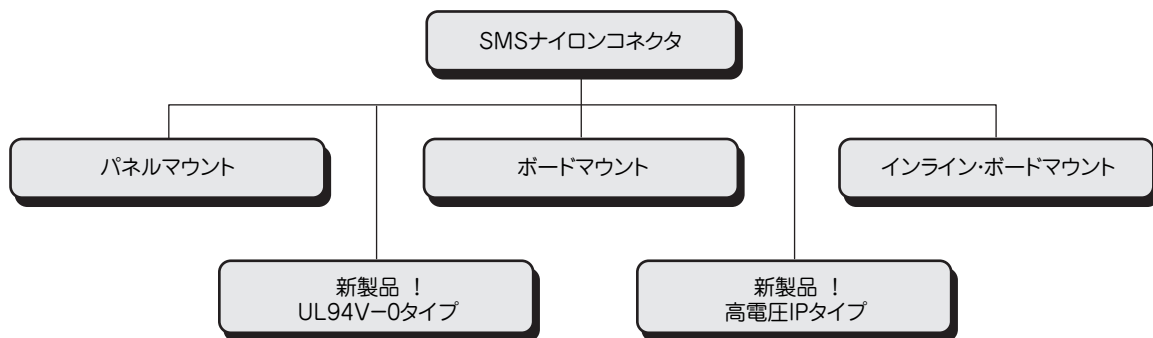 SMSナイロンコネクタ
パネルマウント
ボードマウント
インライン・ボードマウント
新製品 !
UL94V−0タイプ
新製品 !
高電圧IPタイプ